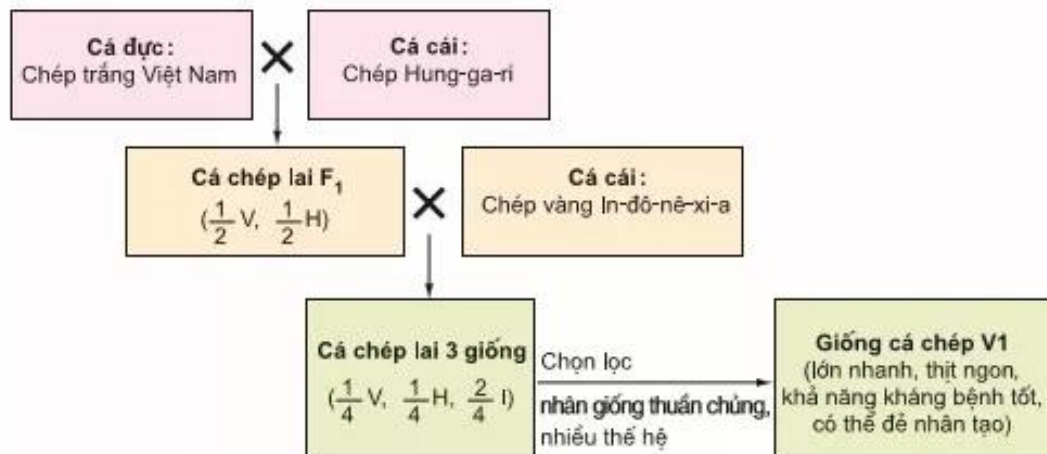 Cá đực:
Chép trắng Việt Nam
Cá cái:
Chép Hung-ga-ri
Cá chép lai F₁
(1/2 V, 1/2 H)
Cá cái:
Chép vàng In-đô-nê-xi-a
Cá chép lai 3 giống
(1/4 V, 1/4 H, 2/4 I)
Chọn lọc
nhân giống thuần chủng,
nhiều thế hệ
Giống cá chép V1
(lớn nhanh, thịt ngon,
khả năng kháng bệnh tốt,
có thể đẻ nhân tạo)